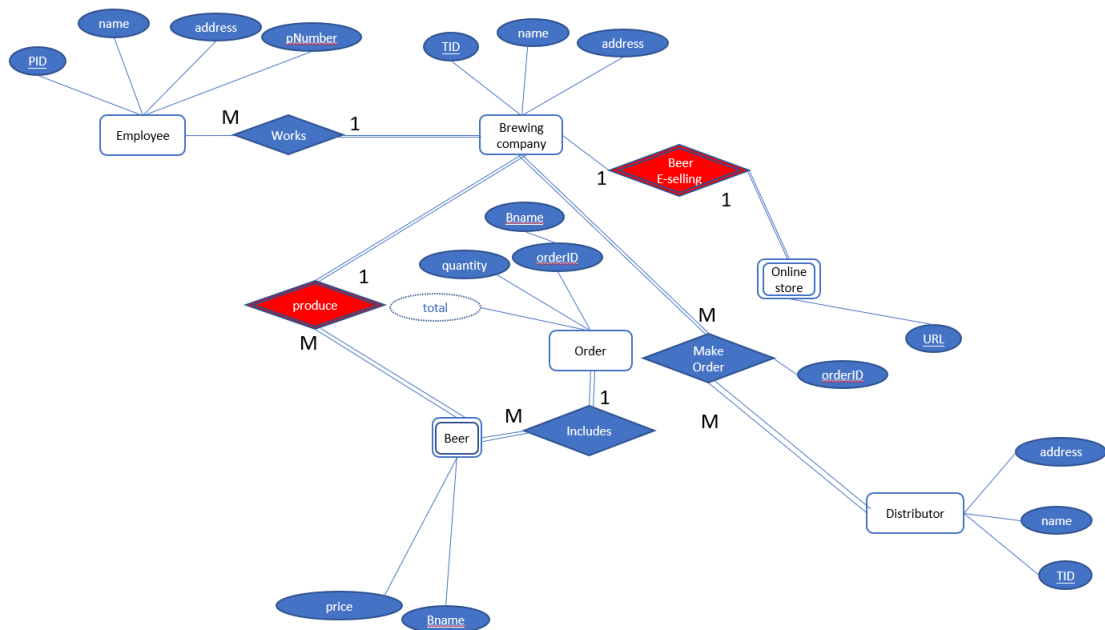 name
address
pNumber
PID
TID
name
address
Employee
M
Works
1
Brewing
company
1
Beer
E-selling
1
Bname
orderID
quantity
total
Online
store
URL
1
produce
M
Order
M
Make
Order
orderID
M
1
M
Includes
Beer
address
Distributor
name
TID
price
Bname